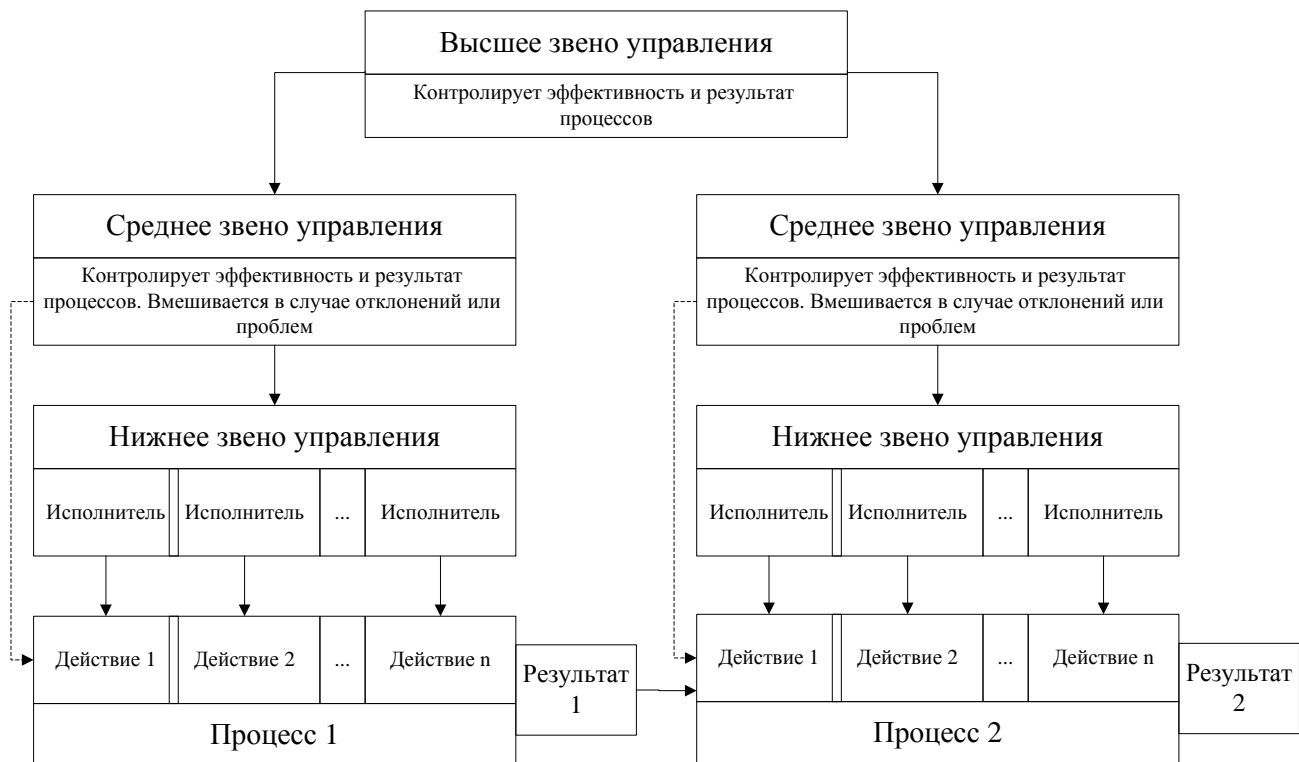 Высшее звено управления
Контролирует эффективность и результат
процессов
Среднее звено управления
Контролирует эффективность и результат
процессов. Вмешивается в случае отклонений или
проблем
Среднее звено управления
Контролирует эффективность и результат
процессов. Вмешивается в случае отклонений или
проблем
Нижнее звено управления
Исполнитель Исполнитель ... Исполнитель
Нижнее звено управления
Исполнитель Исполнитель ... Исполнитель
Действие 1 Действие 2 ... Действие n
Результат
1
Процесс 1
Действие 1 Действие 2 ... Действие n
Результат
2
Процесс 2